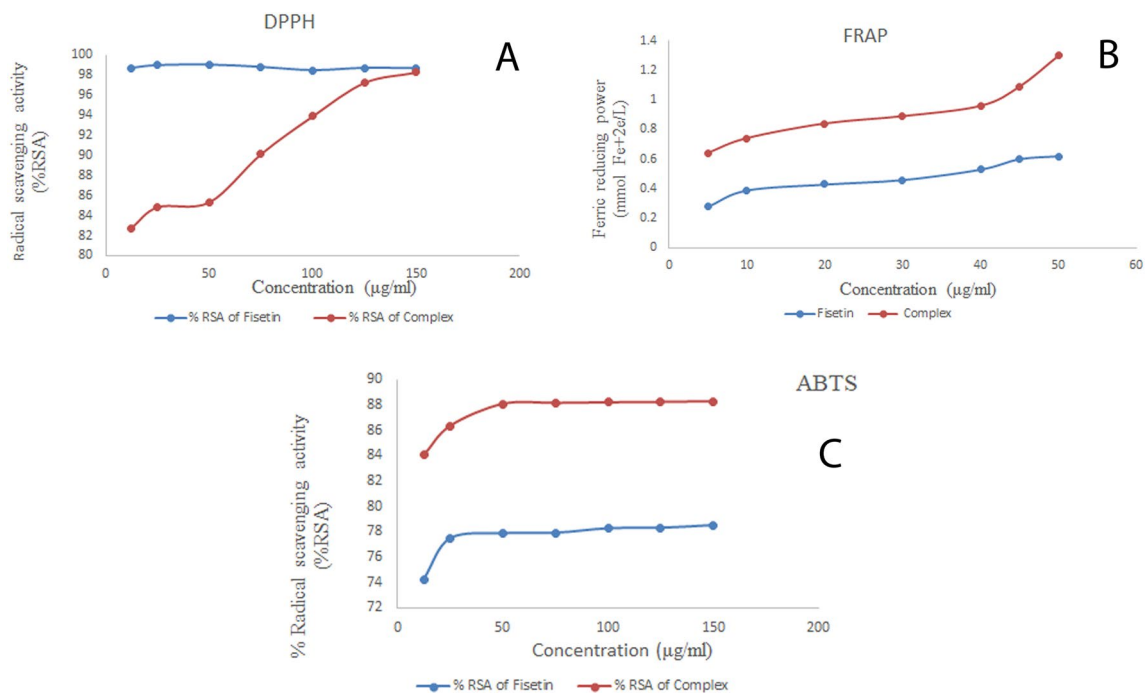 DPPH
A
Radical scavenging activity
(%RSA)
100
98
96
94
92
90
88
86
84
82
80
0
50
100
150
200
Concentration (µg/ml)
% RSA of Fisetin
% RSA of Complex
FRAP
B
Ferric reducing power
(mmol Fe+2e/L)
1.4
1.2
1
0.8
0.6
0.4
0.2
0
0
10
20
30
40
50
60
Concentration (µg/ml)
Fisetin
Complex
ABTS
C
% Radical scavenging activity
(%RSA)
90
88
86
84
82
80
78
76
74
72
0
50
100
150
200
Concentration (µg/ml)
% RSA of Fisetin
% RSA of Complex